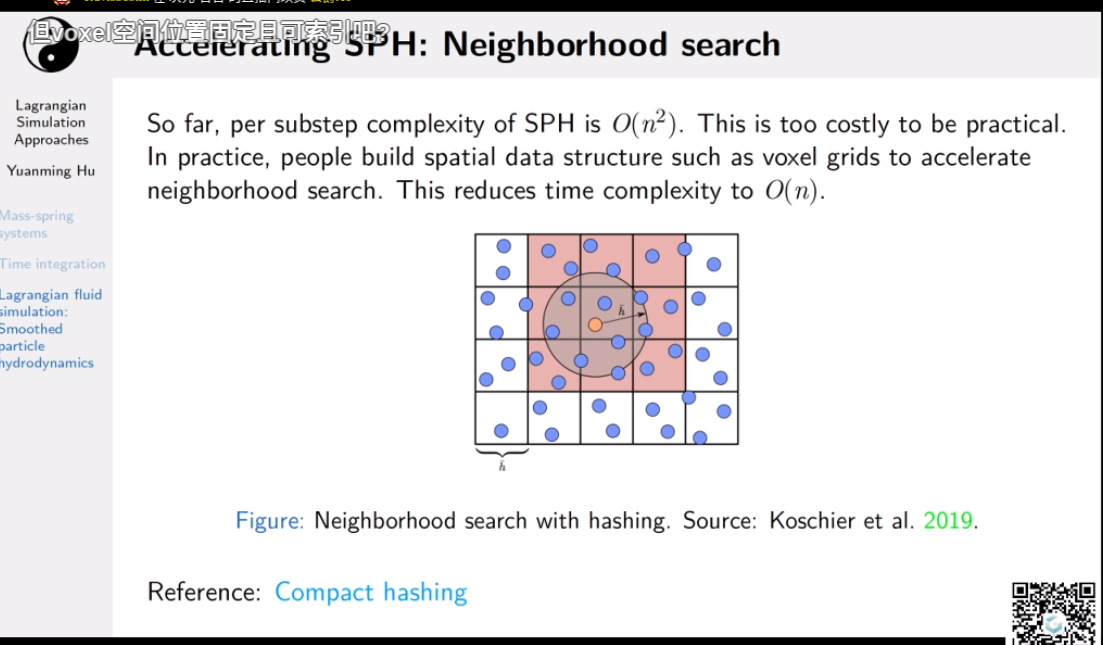 但voxel空间位置固定且可索引吧?
Accelerating SPH: Neighborhood search
Lagrangian
Simulation
Approaches
Yuanming Hu
Mass-spring
systems
Time integration
Lagrangian fluid
simulation:
Smoothed
particle
hydrodynamics
So far, per substep complexity of SPH is O(n²). This is too costly to be practical.
In practice, people build spatial data structure such as voxel grids to accelerate
neighborhood search. This reduces time complexity to O(n).
ħ
ħ
Figure: Neighborhood search with hashing. Source: Koschier et al. 2019.
Reference: Compact hashing